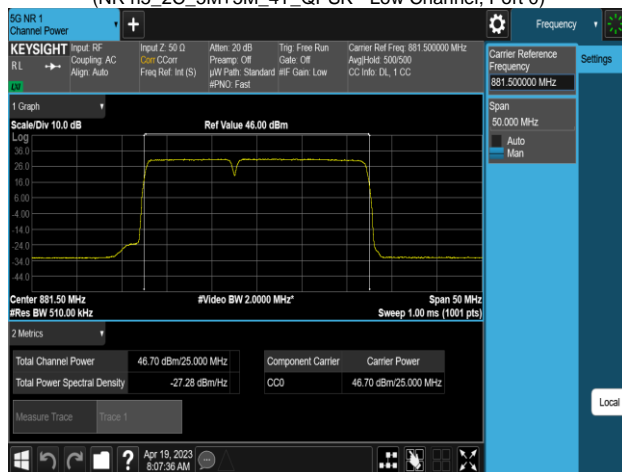 (NR n5_2C_5M15M_4T_QPSK - Low Channel, Port 0)
5G NR 1
Channel Power
Frequency
KEYSIGHT
RL
Input: RF
Coupling: AC
Align: Auto
Input Z: 50 Ω
Corr CCorr
Freq Ref: Int (S)
Atten: 20 dB
Preamp: Off
µW Path: Standard
#PNO: Fast
Trig: Free Run
Gate: Off
#IF Gain: Low
Carrier Ref Freq: 881.500000 MHz
Avg|Hold: 500/500
CC Info: DL, 1 CC
LXI
Carrier Reference
Frequency
881.500000 MHz
Settings
Span
50.000 MHz
Auto
Man
1 Graph
Scale/Div 10.0 dB
Ref Value 46.00 dBm
Log
36.0
26.0
16.0
6.00
-4.00
-14.0
-24.0
-34.0
-44.0
Center 881.50 MHz
#Video BW 2.0000 MHz*
Span 50 MHz
#Res BW 510.00 kHz
Sweep 1.00 ms (1001 pts)
2 Metrics
Total Channel Power
46.70 dBm/25.000 MHz
Total Power Spectral Density
-27.28 dBm/Hz
Component Carrier
Carrier Power
CC0
46.70 dBm/25.000 MHz
Measure Trace
Trace 1
Local
Apr 19, 2023
8:07:36 AM